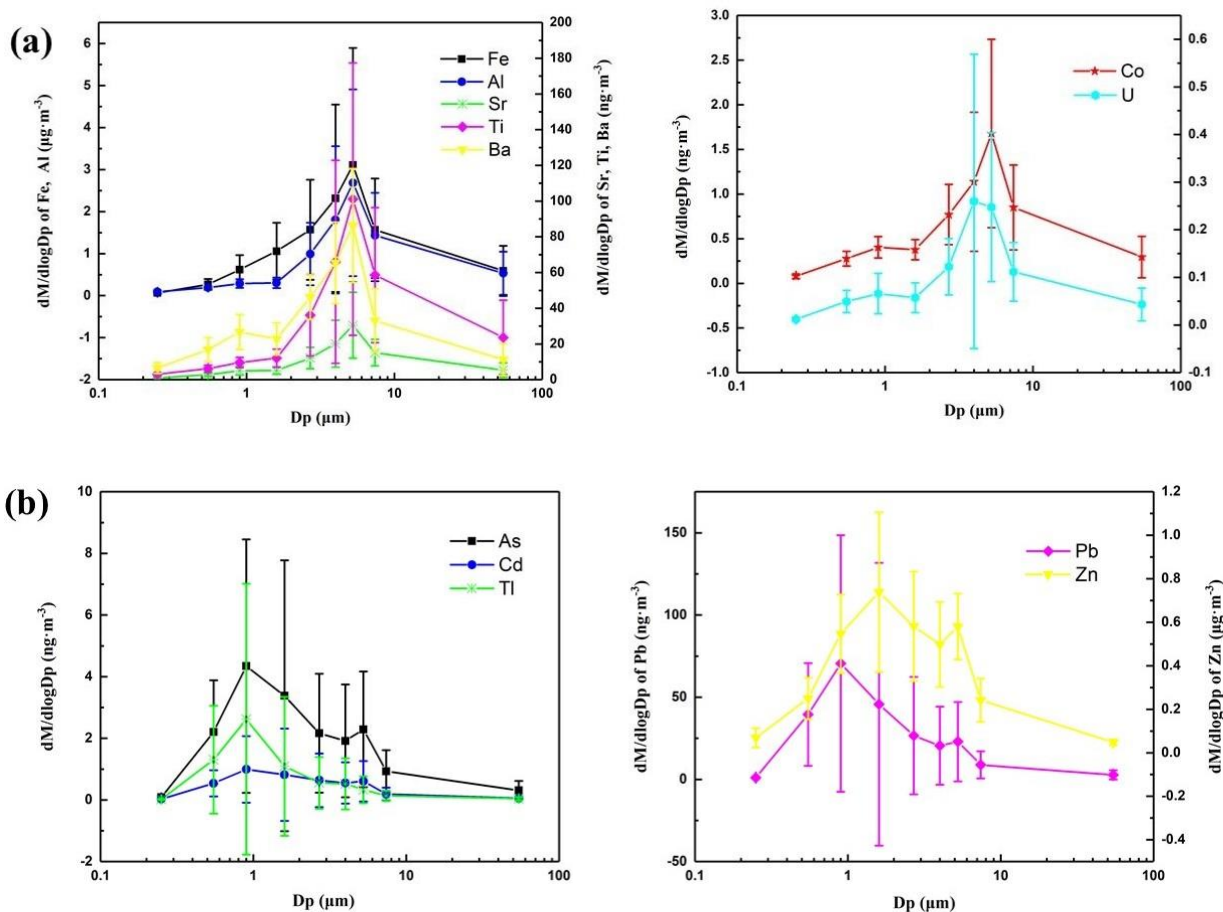 (a)
dM/dlogDp of Fe, Al (μg·m⁻³)
6
5
4
3
2
1
0
-1
-2
Fe
Al
Sr
Ti
Ba
200
180
160
140
120
100
80
60
40
20
0
dM/dlogDp of Sr, Ti, Ba (ng·m⁻³)
0.1 1 10 100
Dp (μm)
dM/dlogDp (ng·m⁻³)
3.0
2.5
2.0
1.5
1.0
0.5
0.0
-0.5
-1.0
Co
U
0.6
0.5
0.4
0.3
0.2
0.1
0.0
-0.1
0.1 1 10 100
Dp (μm)
(b)
dM/dlogDp (ng·m⁻³)
10
8
6
4
2
0
-2
As
Cd
Tl
0.1 1 10 100
Dp (μm)
dM/dlogDp of Pb (ng·m⁻³)
150
100
50
0
-50
Pb
Zn
1.2
1.0
0.8
0.6
0.4
0.2
0.0
-0.2
-0.4
dM/dlogDp of Zn (μg·m⁻³)
0.1 1 10 100
Dp (μm)